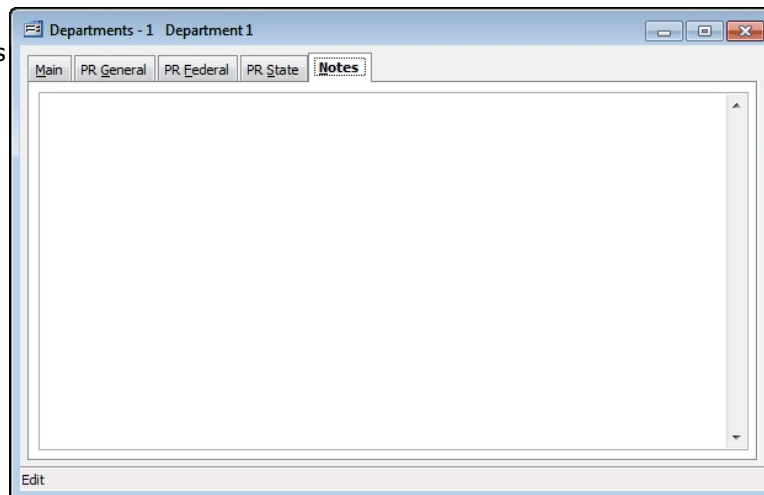 Departments - 1 Department 1
s
Main PR General PR Federal PR State Notes
Edit